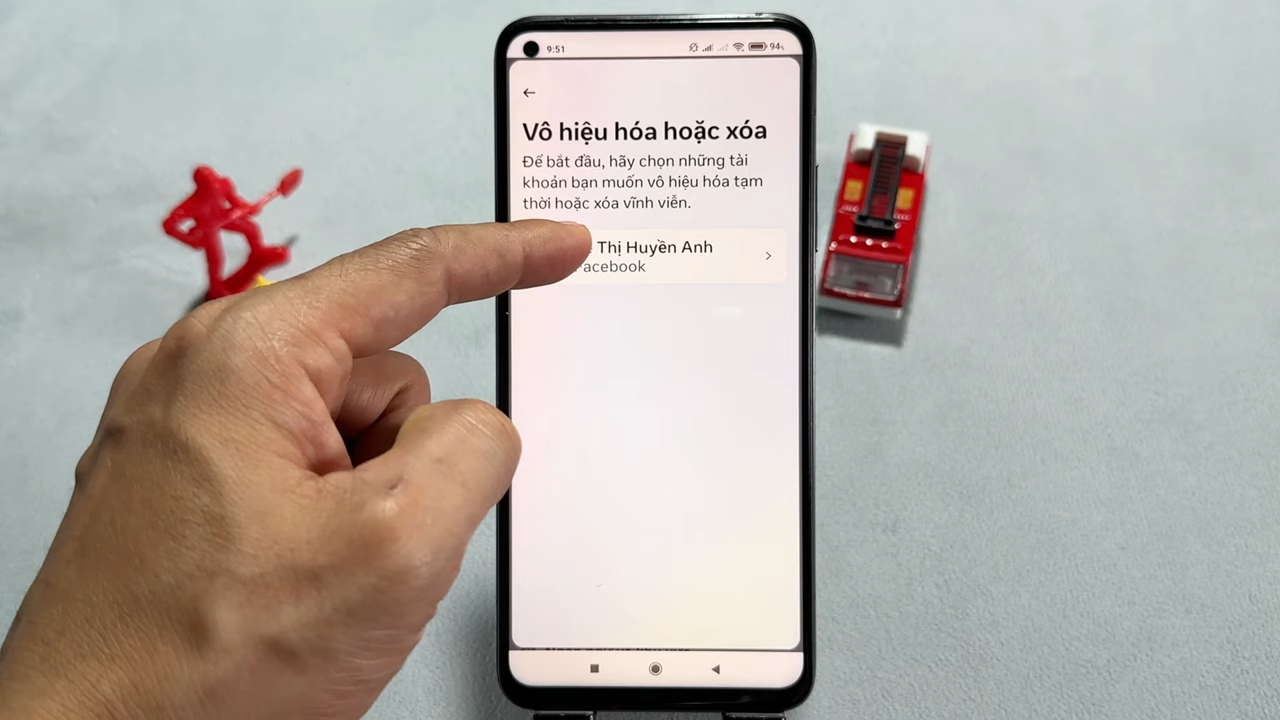 9:51
94%
Vô hiệu hóa hoặc xóa
Để bắt đầu, hãy chọn những tài
khoản bạn muốn vô hiệu hóa tạm
thời hoặc xóa vĩnh viễn.
Thị Huyền Anh
acebook